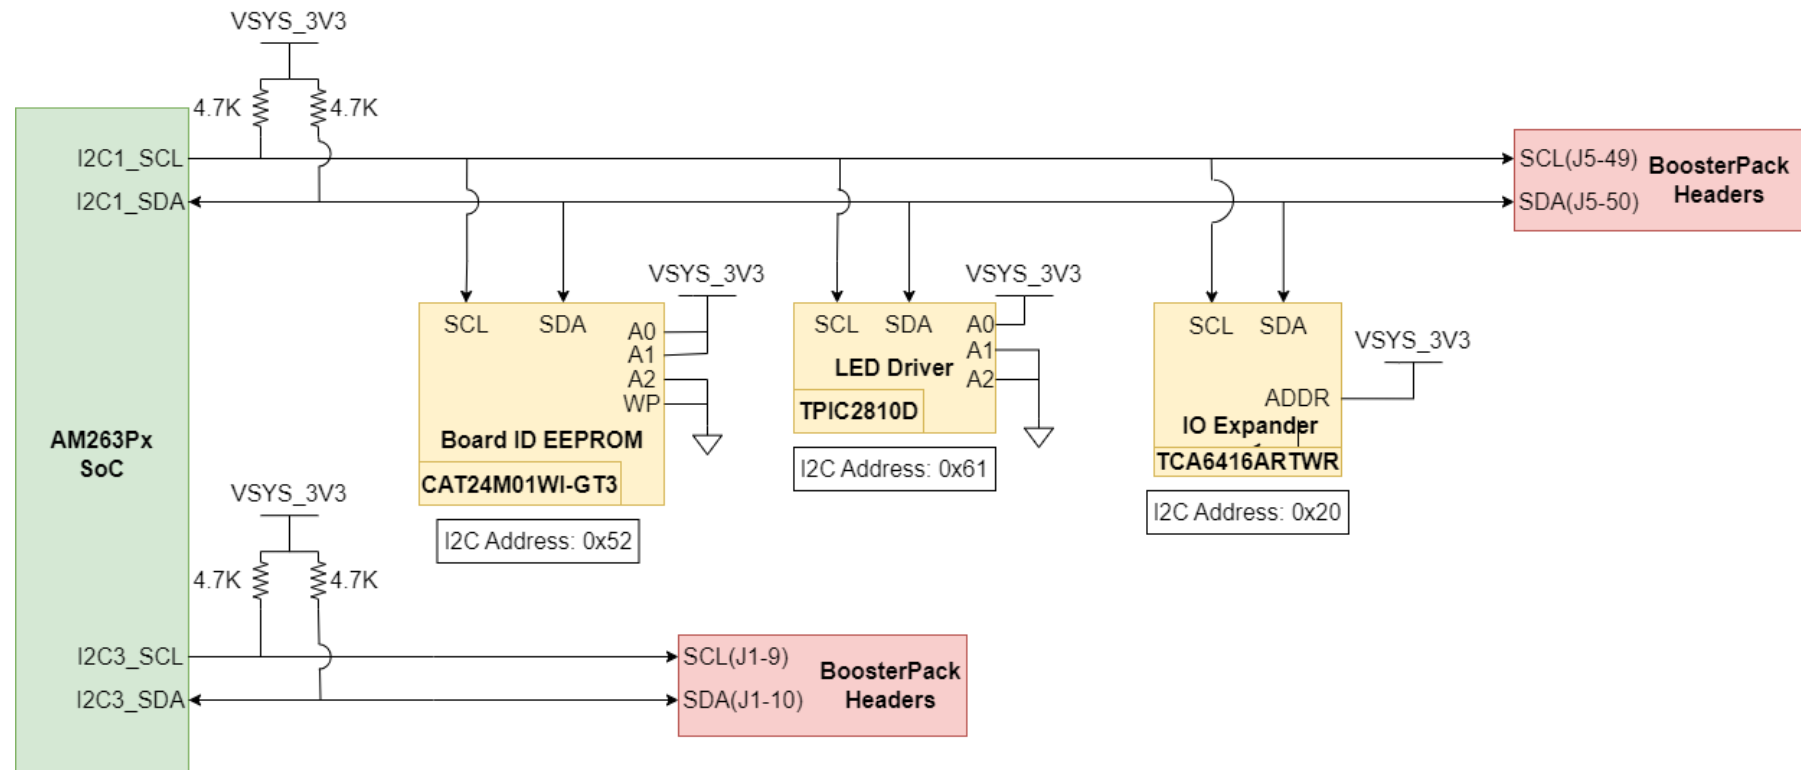 VSYS_3V3
4.7K
4.7K
I2C1_SCL
I2C1_SDA
SCL(J5-49)
SDA(J5-50)
BoosterPack
Headers
VSYS_3V3
SCL
SDA
A0
A1
A2
WP
Board ID EEPROM
CAT24M01WI-GT3
I2C Address: 0x52
VSYS_3V3
SCL
SDA
A0
A1
A2
LED Driver
TPIC2810D
I2C Address: 0x61
VSYS_3V3
SCL
SDA
ADDR
IO Expander
TCA6416ARTWR
I2C Address: 0x20
AM263Px
SoC
VSYS_3V3
4.7K
4.7K
I2C3_SCL
I2C3_SDA
SCL(J1-9)
SDA(J1-10)
BoosterPack
Headers